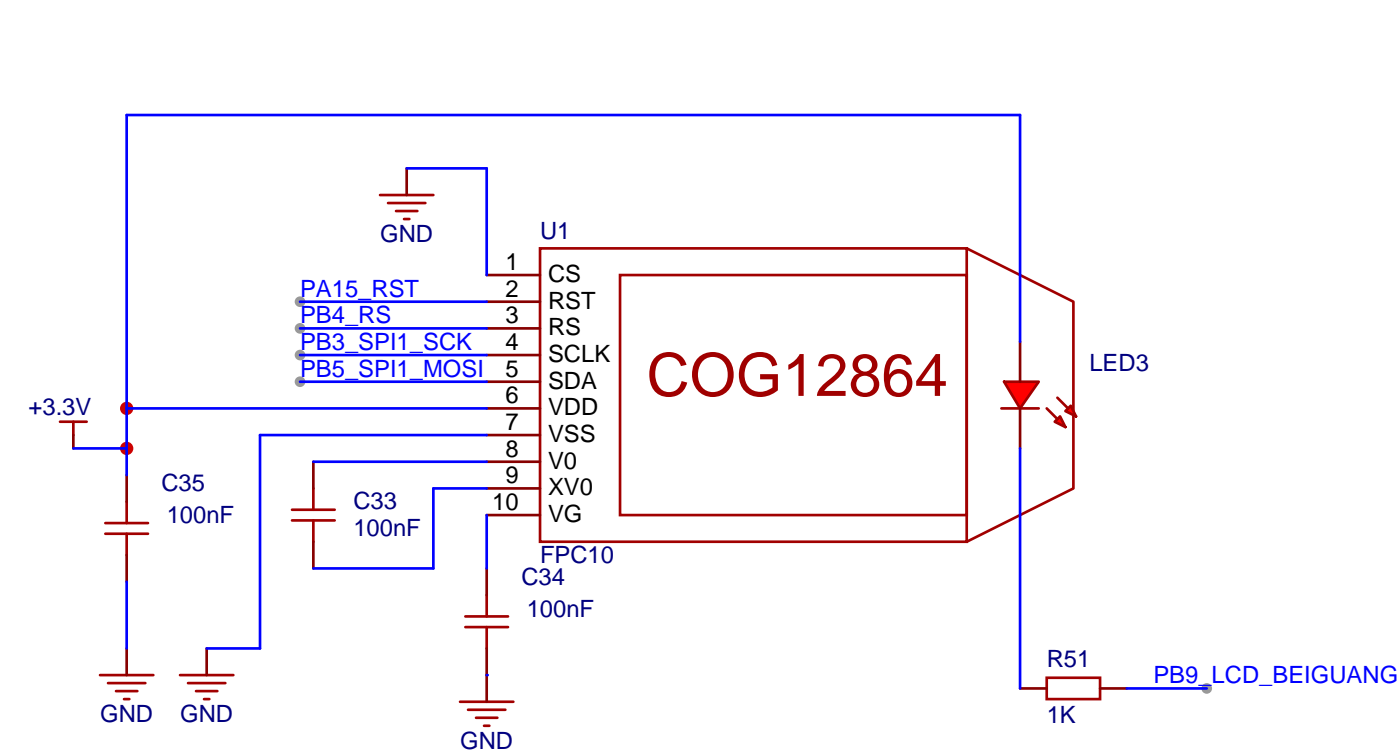 GND
U1
1
CS
PA15_RST
2
RST
PB4_RS
3
RS
PB3_SPI1_SCK
4
SCLK
PB5_SPI1_MOSI
5
SDA
6
VDD
7
VSS
8
V0
9
XV0
10
VG
COG12864
LED3
+3.3V
C35
100nF
C33
100nF
FPC10
C34
100nF
R51
1K
PB9_LCD_BEIGUANG
GND
GND
GND